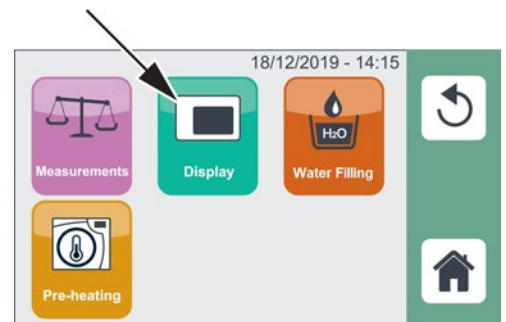 18/12/2019 - 14:15
H₂O
Measurements
Display
Water Filling
Pre-heating